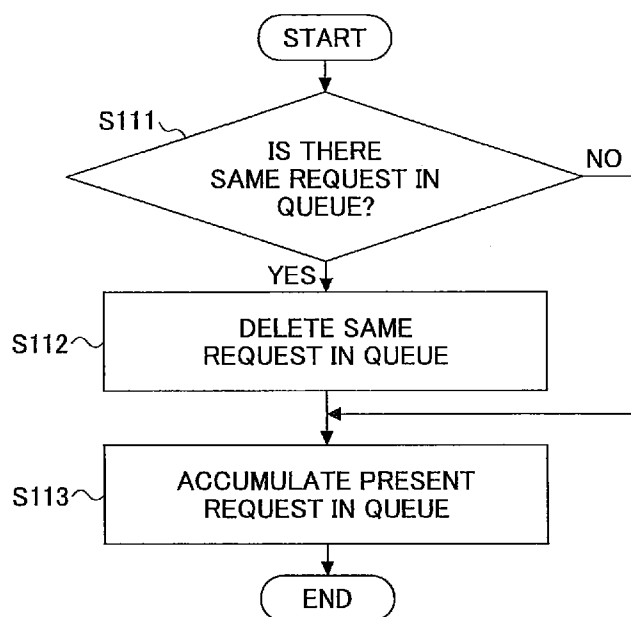 START
S111
IS THERE
SAME REQUEST IN
QUEUE?
NO
YES
S112
DELETE SAME
REQUEST IN QUEUE
S113
ACCUMULATE PRESENT
REQUEST IN QUEUE
END